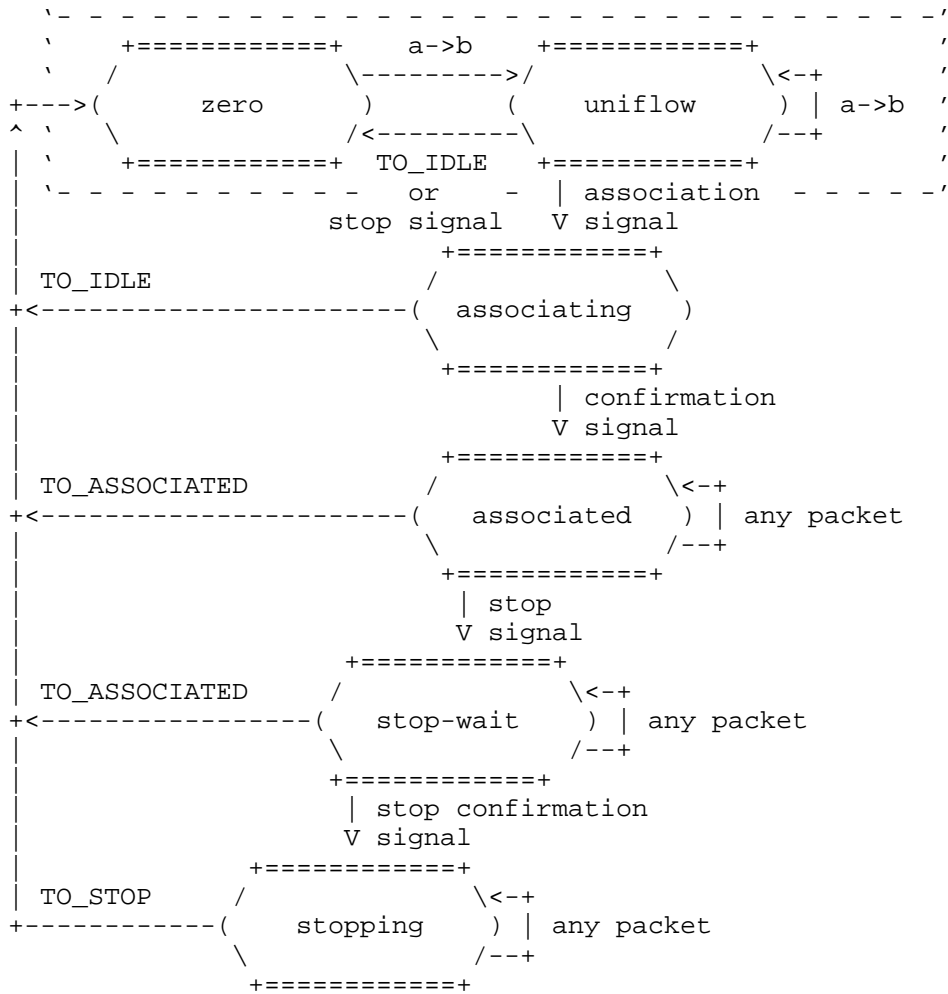 a->b
zero
uniflow
a->b
TO_IDLE
or
stop signal
association
signal
TO_IDLE
associating
confirmation
signal
TO_ASSOCIATED
associated
any packet
stop
signal
TO_ASSOCIATED
stop-wait
any packet
stop confirmation
signal
TO_STOP
stopping
any packet